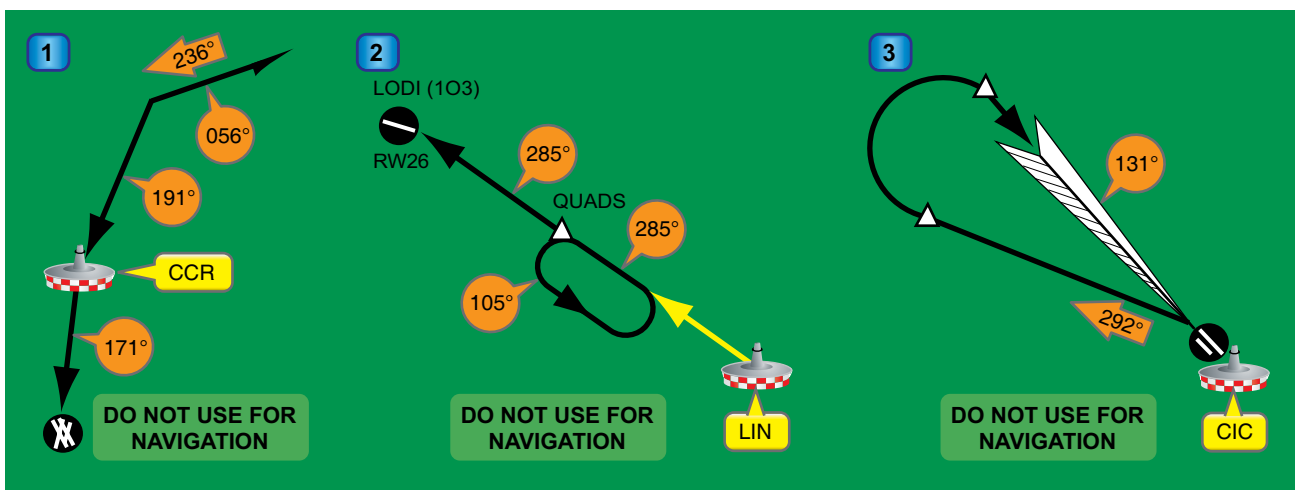 1
236°
056°
191°
CCR
171°
DO NOT USE FOR
NAVIGATION
2
LODI (1O3)
RW26
285°
QUADS
285°
105°
LIN
DO NOT USE FOR
NAVIGATION
3
131°
292°
CIC
DO NOT USE FOR
NAVIGATION